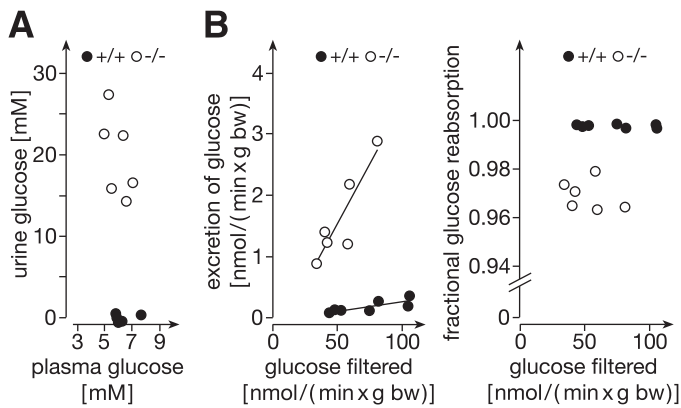 A
+/+ -/-
30
20
10
0
3 5 7 9
urine glucose [mM]
plasma glucose
[mM]
B
+/+ -/-
4
3
2
1
0
0 50 100
excretion of glucose
[nmol/(min x g bw)]
glucose filtered
[nmol/(min x g bw)]
+/+ -/-
1.00
0.98
0.96
0.94
0
0 50 100
fractional glucose reabsorption
glucose filtered
[nmol/(min x g bw)]